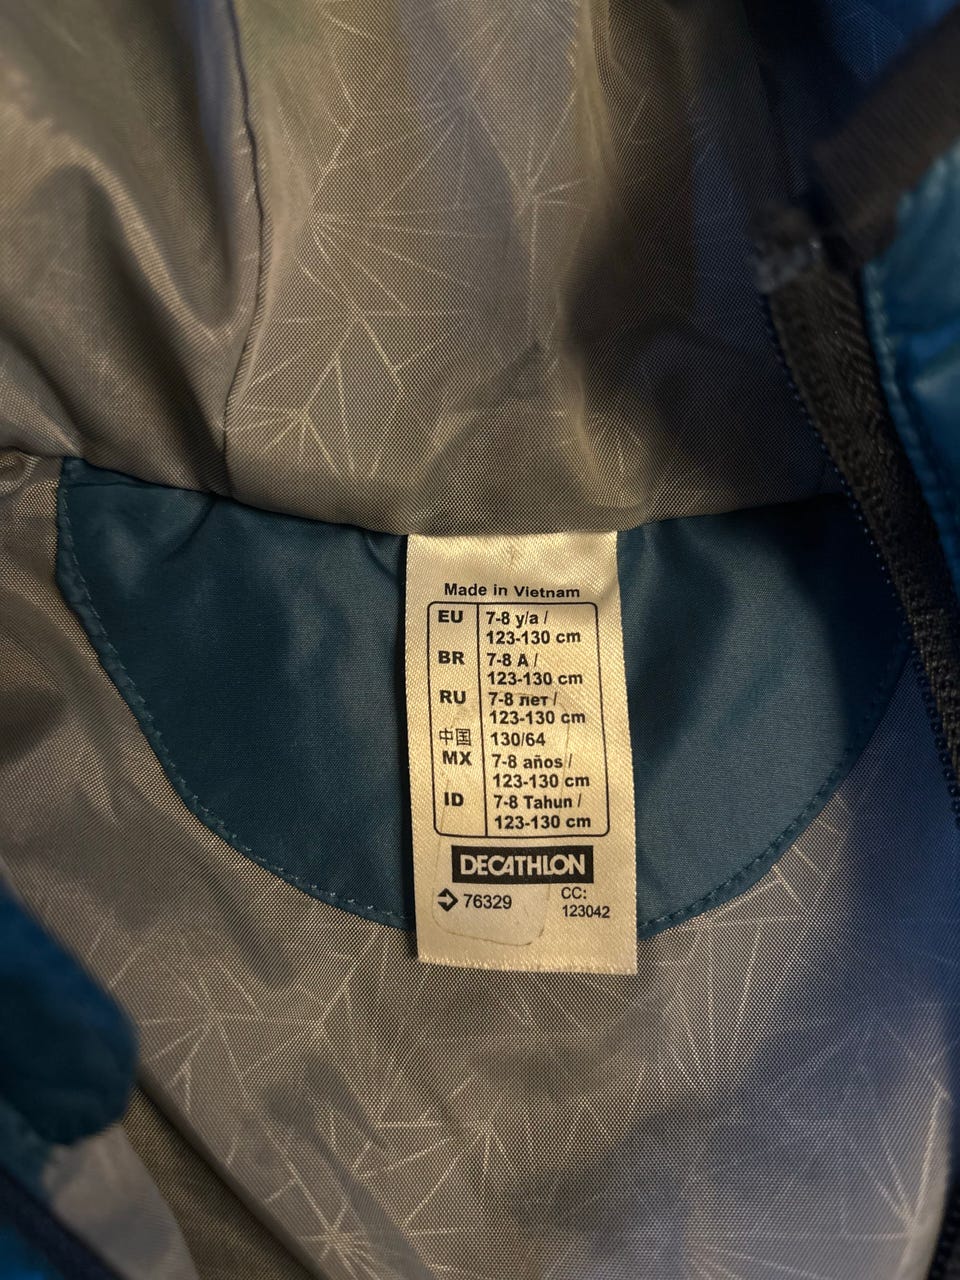 Made in Vietnam
EU 7-8 y/a /
123-130 cm
BR 7-8 A /
123-130 cm
RU 7-8 лет /
123-130 cm
中国 130/64
MX 7-8 años /
123-130 cm
ID 7-8 Tahun /
123-130 cm
DECATHLON
76329
CC:
123042